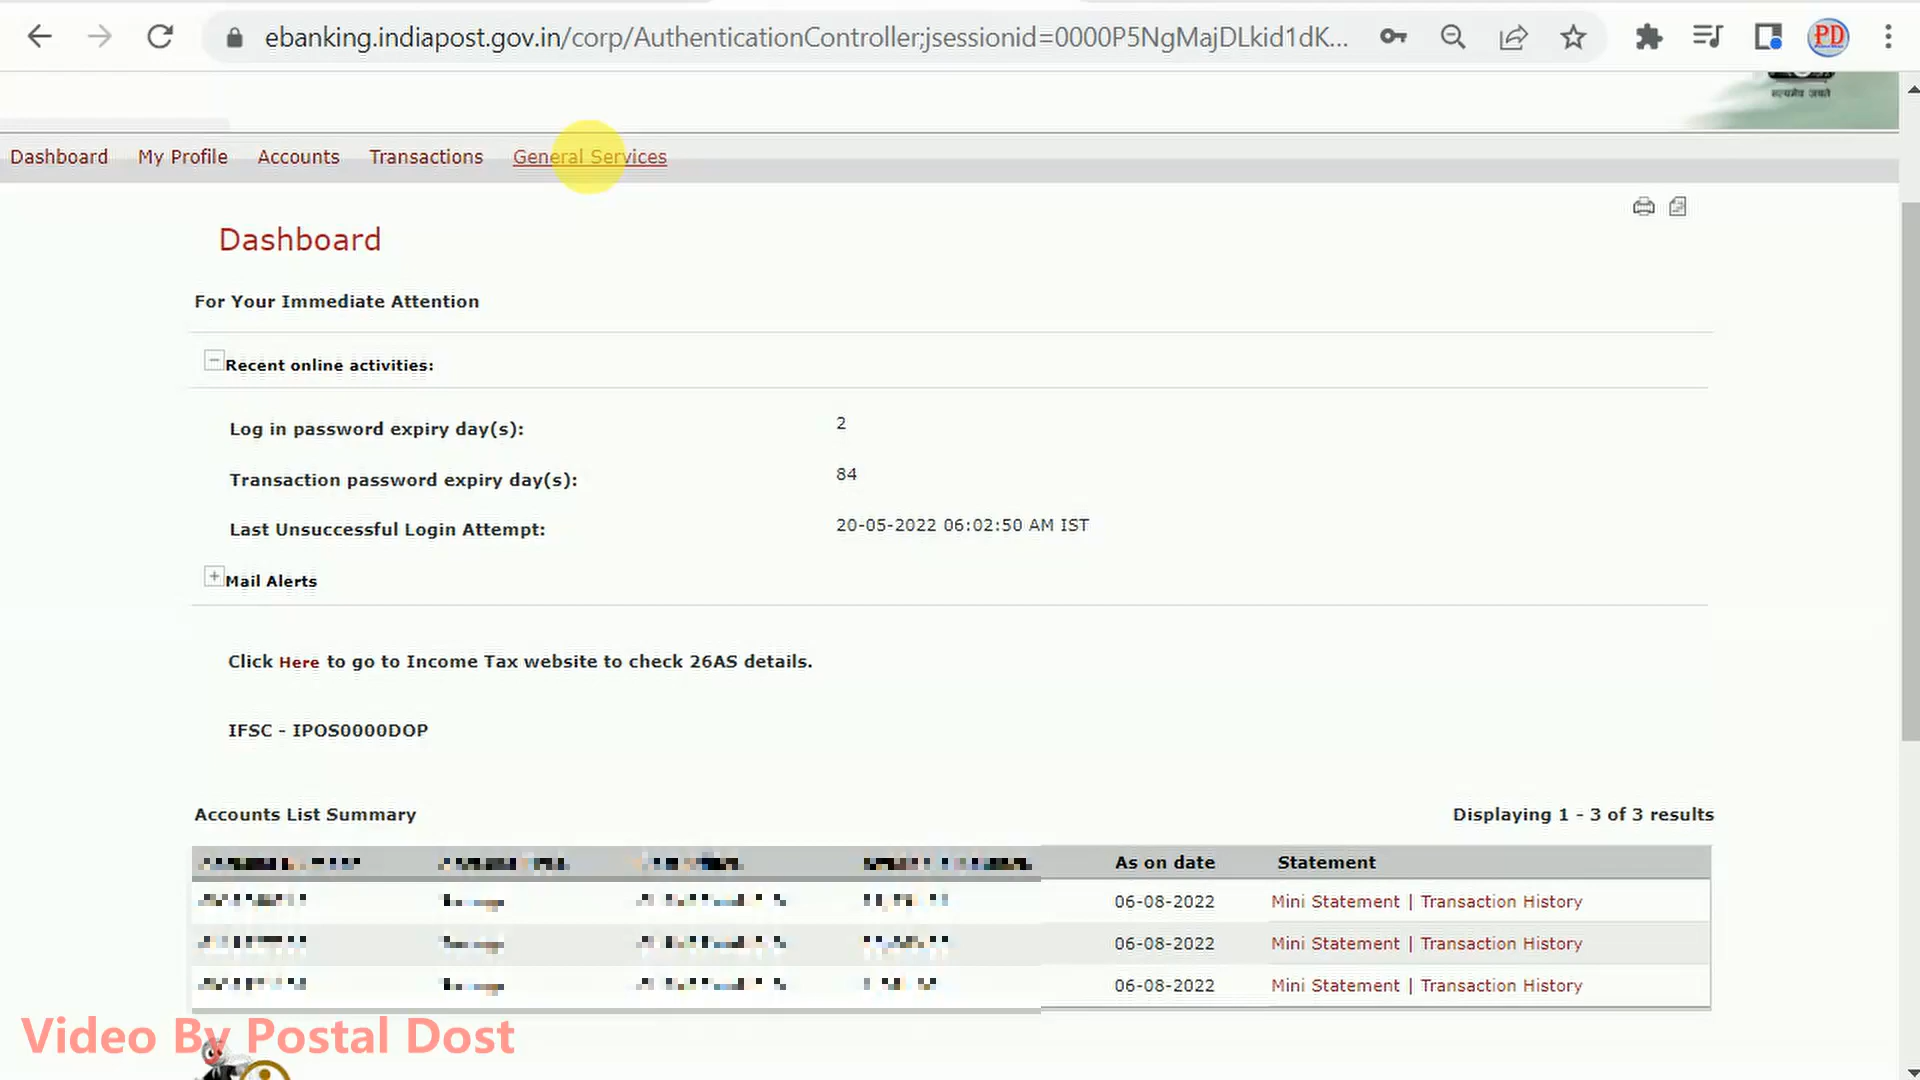 ebanking.indiapost.gov.in/corp/AuthenticationController;jsessionid=0000P5NgMajDLkid1dK...
PD
सत्यमेव जयते
Dashboard My Profile Accounts Transactions General Services
Dashboard
For Your Immediate Attention
Recent online activities:
Log in password expiry day(s): 2
Transaction password expiry day(s): 84
Last Unsuccessful Login Attempt: 20-05-2022 06:02:50 AM IST
Mail Alerts
Click Here to go to Income Tax website to check 26AS details.
IFSC - IPOS0000DOP
Accounts List Summary Displaying 1 - 3 of 3 results
As on date Statement
06-08-2022 Mini Statement | Transaction History
06-08-2022 Mini Statement | Transaction History
06-08-2022 Mini Statement | Transaction History
Video By Postal Dost